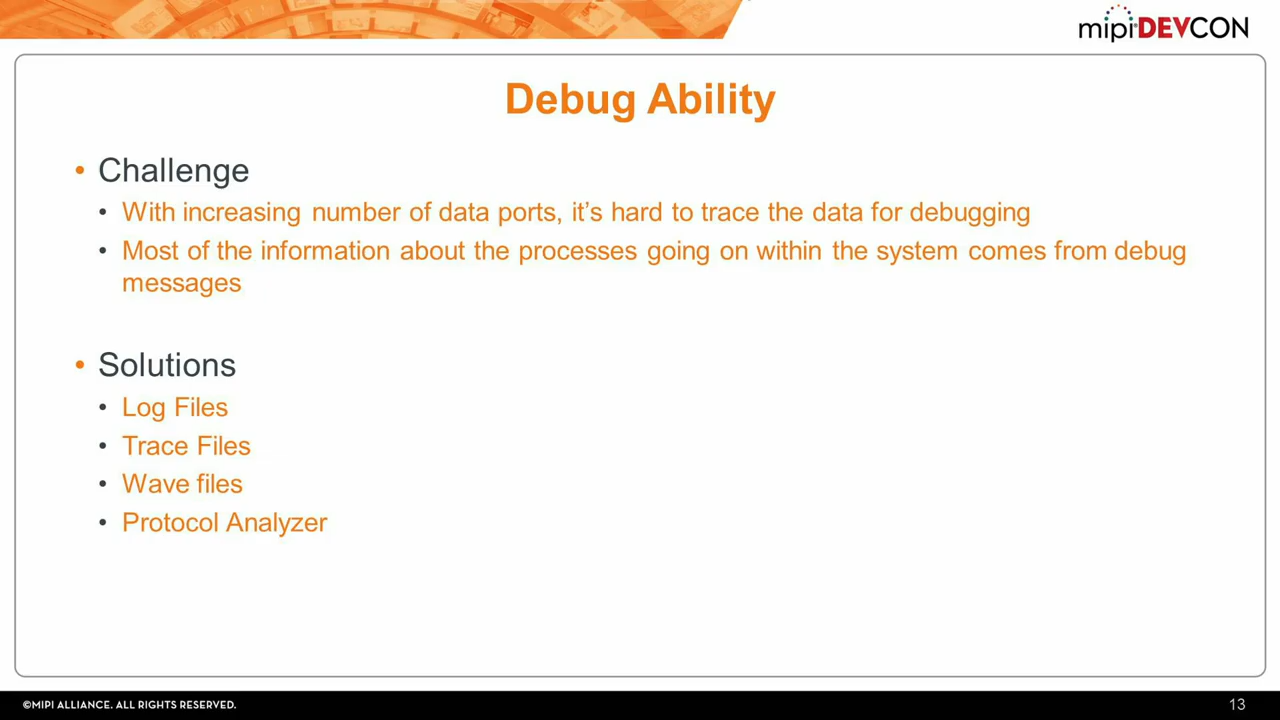 mipiDEVCON
Debug Ability
• Challenge
• With increasing number of data ports, it’s hard to trace the data for debugging
• Most of the information about the processes going on within the system comes from debug
messages
• Solutions
• Log Files
• Trace Files
• Wave files
• Protocol Analyzer
©MIPI ALLIANCE. ALL RIGHTS RESERVED.
13